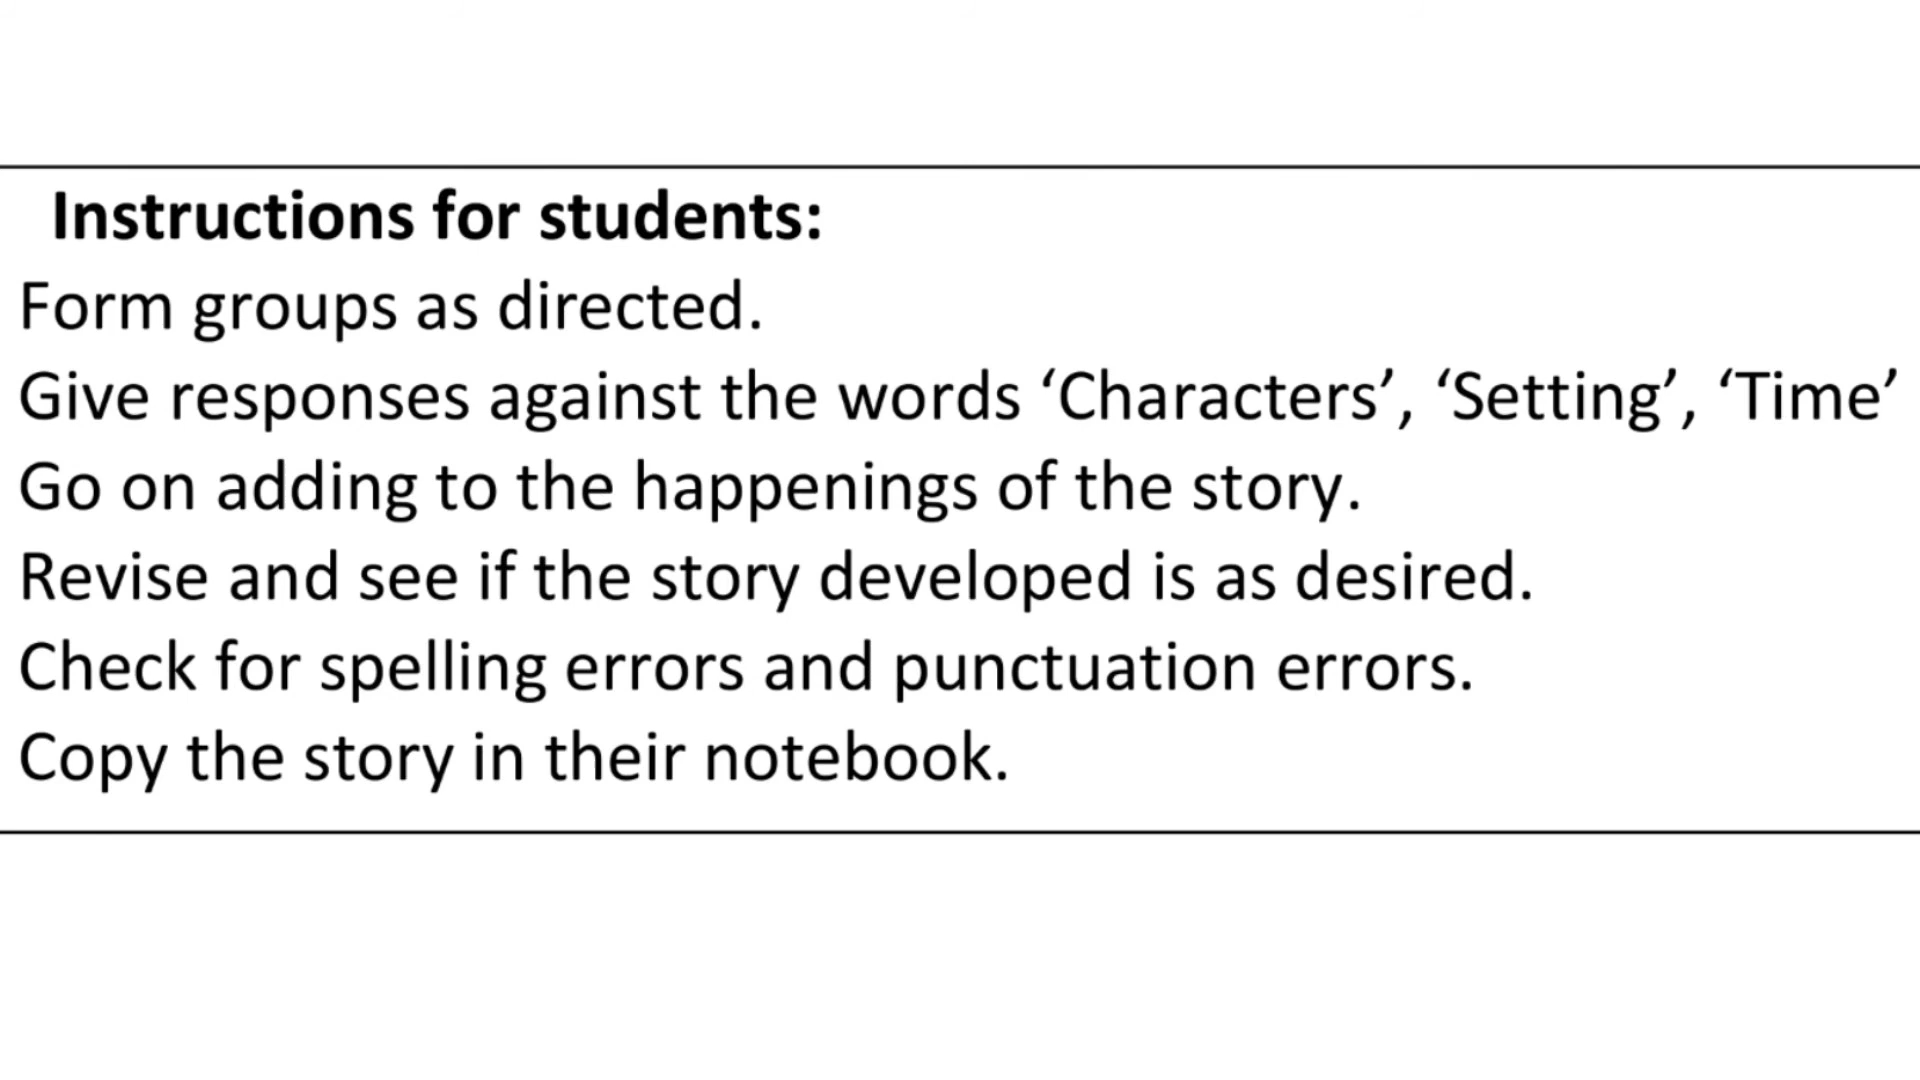 Instructions for students:
Form groups as directed.
Give responses against the words ‘Characters’, ‘Setting’, ‘Time’
Go on adding to the happenings of the story.
Revise and see if the story developed is as desired.
Check for spelling errors and punctuation errors.
Copy the story in their notebook.